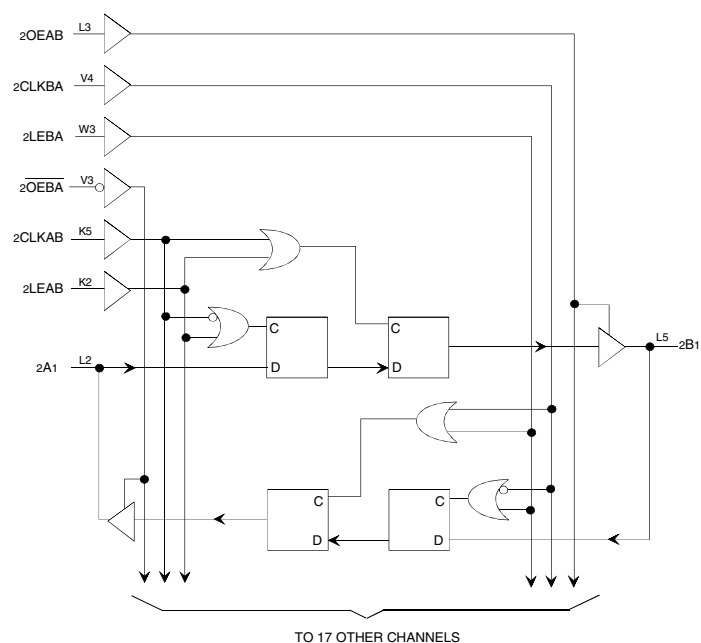 2OEAB L3
2CLKBA V4
2LEBA W3
2OEBA V3
2CLKAB K5
2LEAB K2
C
C
2A1 L2
D
D
L5 2B1
C
C
D
D
TO 17 OTHER CHANNELS